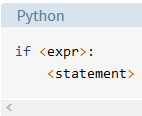 Python
if <expr>:
    <statement>